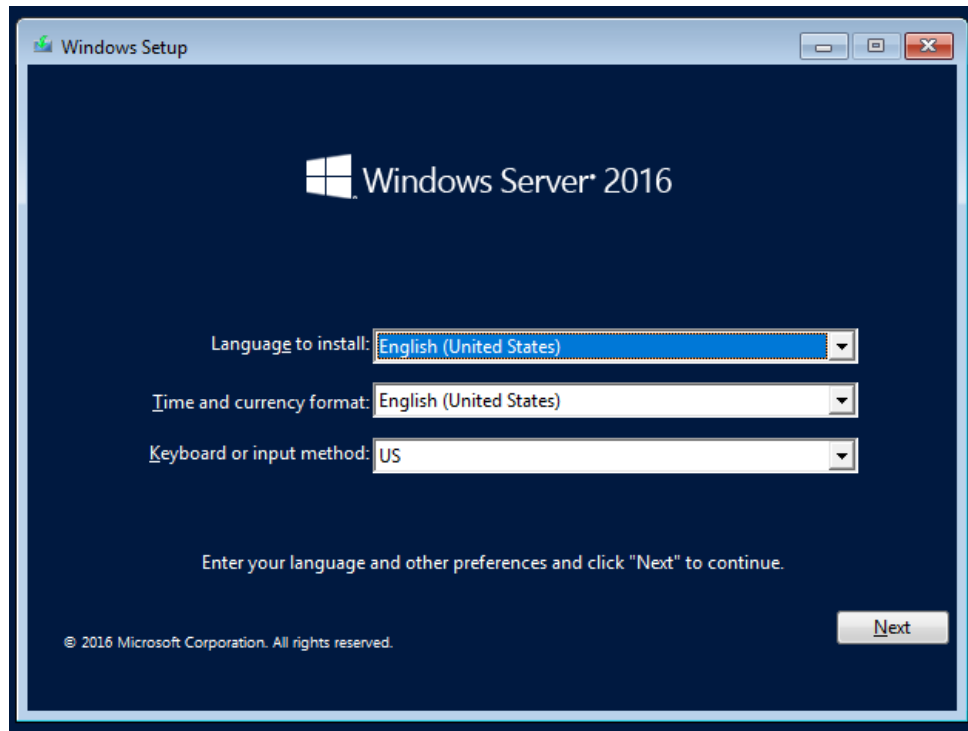 Windows Setup
Windows Server® 2016
Language to install: English (United States)
Time and currency format: English (United States)
Keyboard or input method: US
Enter your language and other preferences and click "Next" to continue.
Next
© 2016 Microsoft Corporation. All rights reserved.